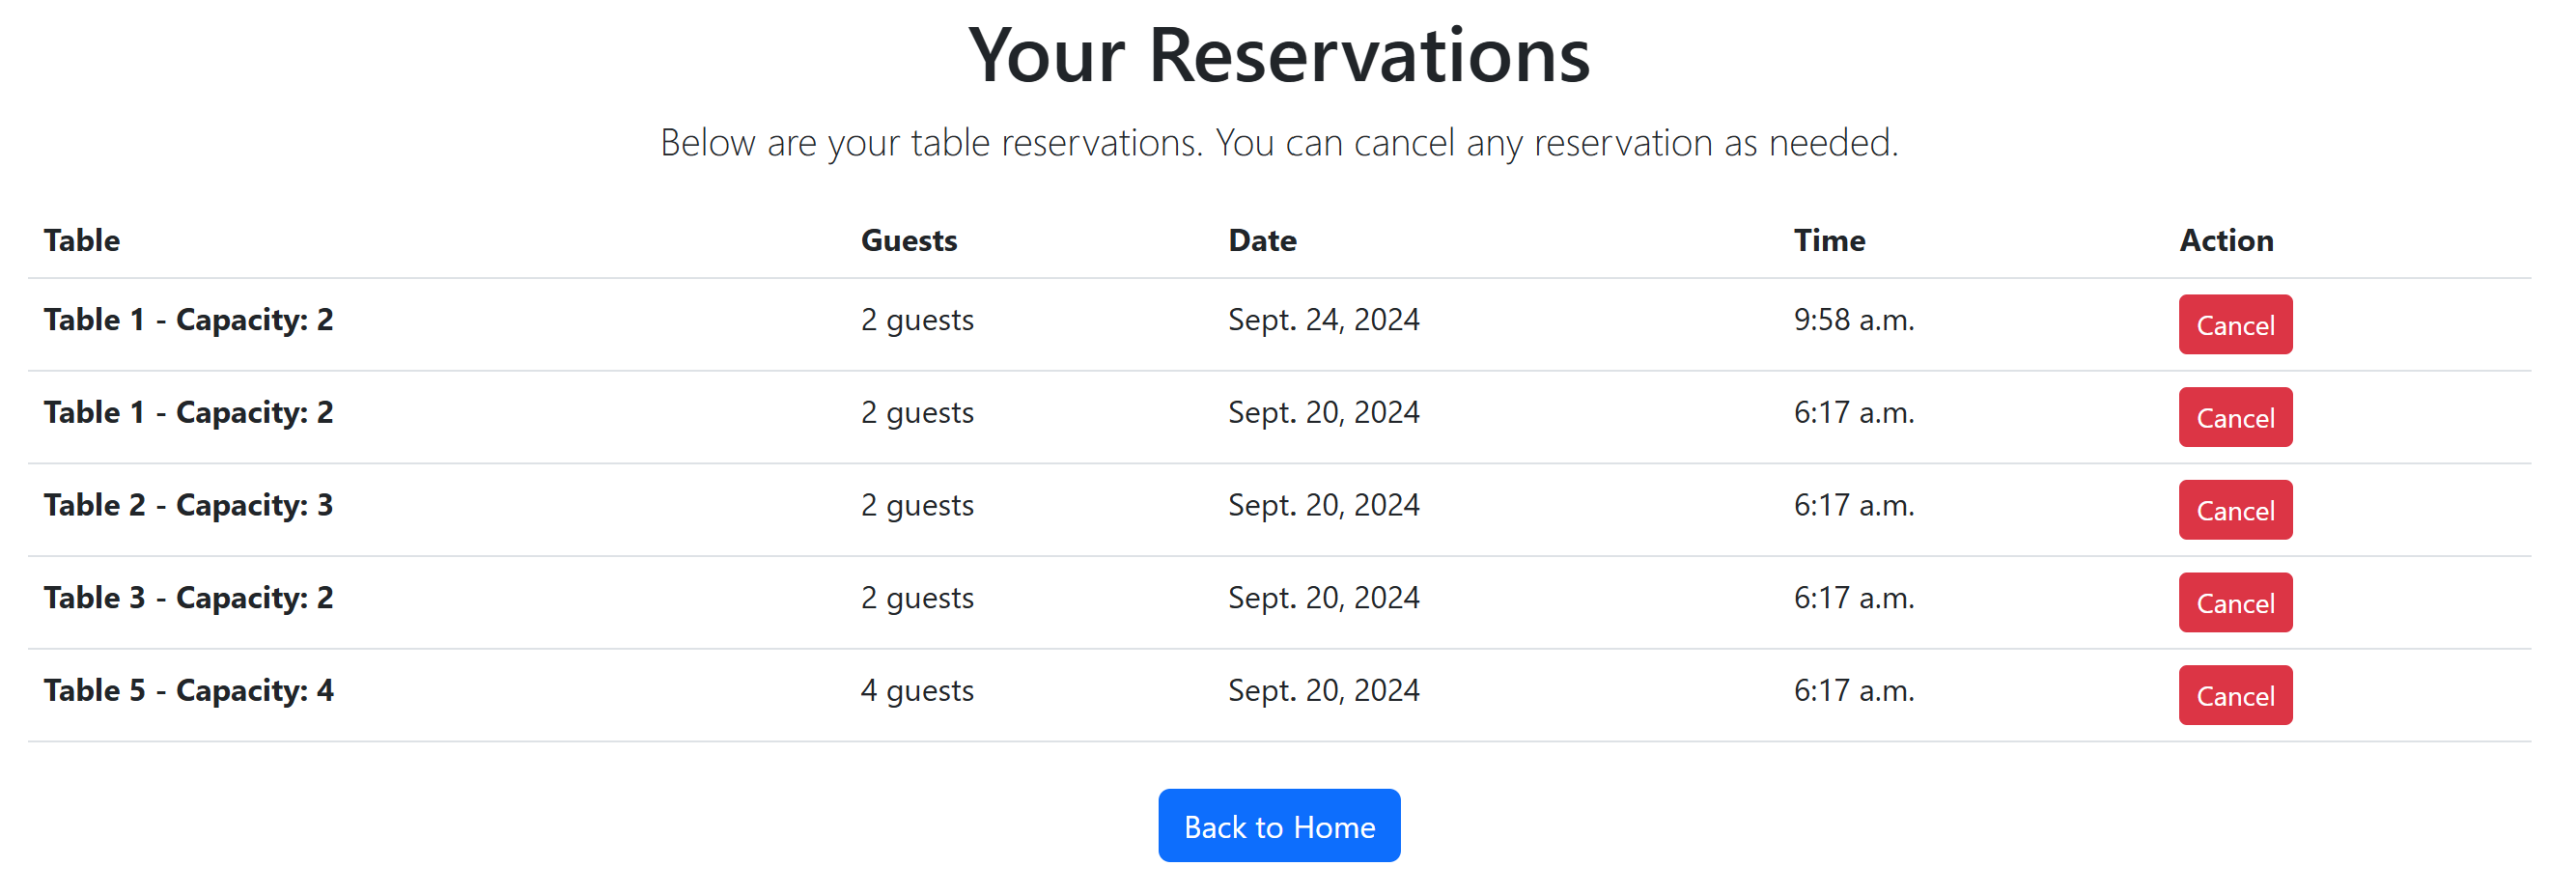 Your Reservations
Below are your table reservations. You can cancel any reservation as needed.
Table Guests Date Time Action
Table 1 - Capacity: 2 2 guests Sept. 24, 2024 9:58 a.m. Cancel
Table 1 - Capacity: 2 2 guests Sept. 20, 2024 6:17 a.m. Cancel
Table 2 - Capacity: 3 2 guests Sept. 20, 2024 6:17 a.m. Cancel
Table 3 - Capacity: 2 2 guests Sept. 20, 2024 6:17 a.m. Cancel
Table 5 - Capacity: 4 4 guests Sept. 20, 2024 6:17 a.m. Cancel
Back to Home